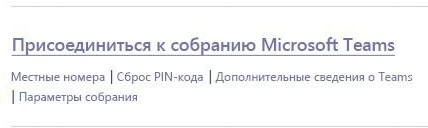 Присоединиться к собранию Microsoft Teams
Местные номера | Сброс PIN-кода | Дополнительные сведения о Teams
| Параметры собрания